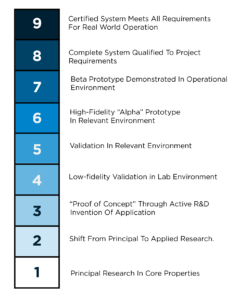 9
Certified System Meets All Requirements
For Real World Operation
8
Complete System Qualified To Project
Requirements
7
Beta Prototype Demonstrated In Operational
Environment
6
High-Fidelity "Alpha" Prototype
In Relevant Environment
5
Validation In Relevant Environment
4
Low-fidelity Validation in Lab Environment
3
"Proof of Concept" Through Active R&D
Invention Of Application
2
Shift From Principal To Applied Research.
1
Principal Research In Core Properties